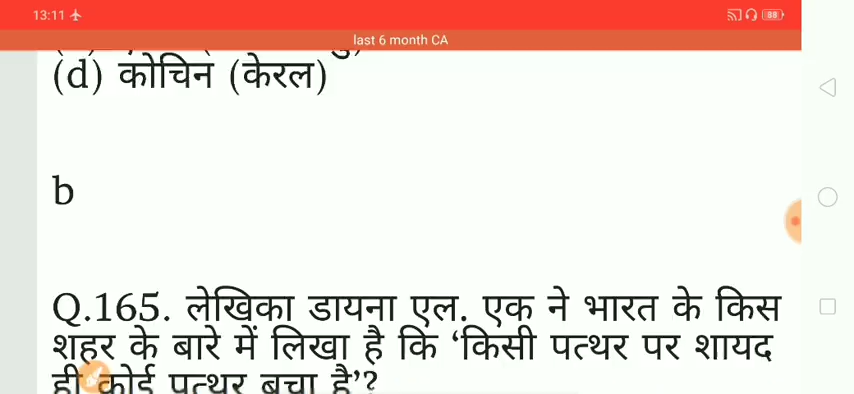 13:11
88
last 6 month CA
(d) कोचिन (केरल)
b
Q.165. लेखिका डायना एल. एक ने भारत के किस
शहर के बारे में लिखा है कि ‘किसी पत्थर पर शायद
ही कोई पत्थर बचा है’?